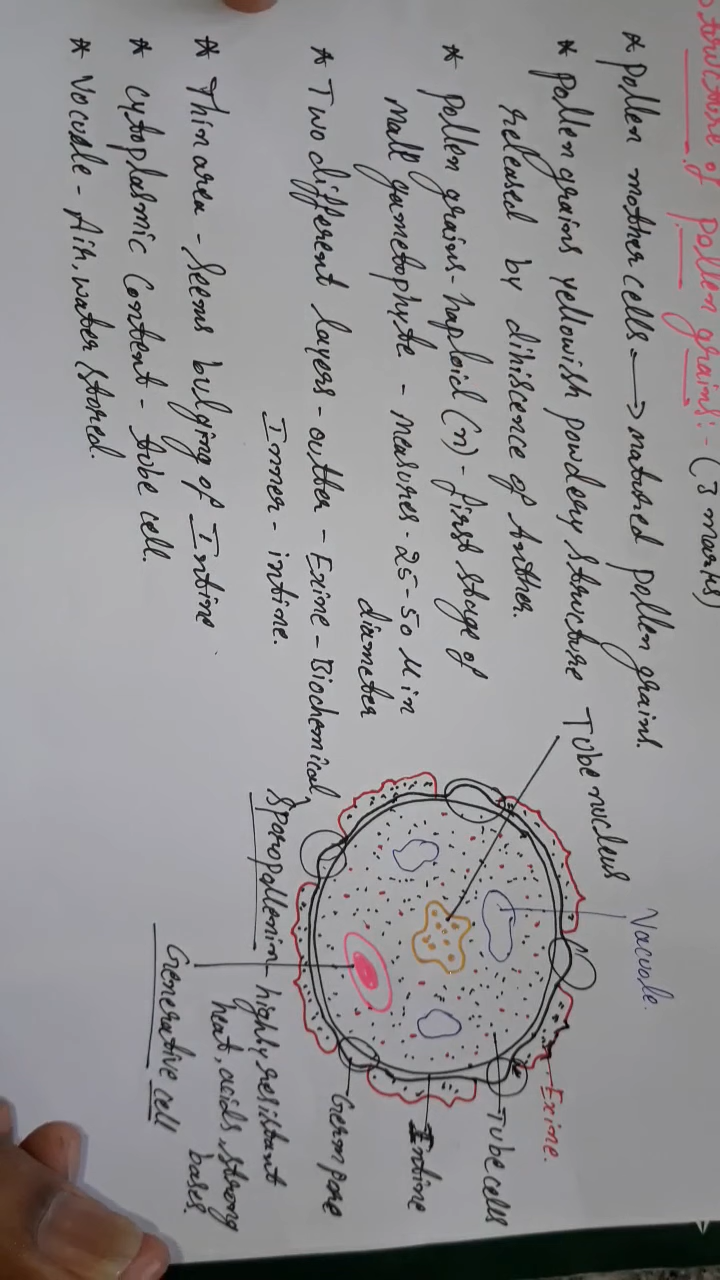 structure of pollen grains:- (3 marks)
* pollen mother cells → matured pollen grains.
* pollen grains yellowish powdery structure
released by dihiscence of Anther.
* pollen grains - haploid (n) - first stage of
male gametophyte - measures - 25-50 μ in
diameter
* Two different layers - outter - Exine - Biochemical,
Sporopollenin - highly resistant
heat, acids, strong
bases.
Inner - intine.
* Thin area - seems bulging of Intine
* Cytoplasmic Content - tube cell.
* Vacuole - Air, water stored.
Tube nucleus
Vacuole.
Exine.
Tube cells
Intine
Germ pore
Generative cell